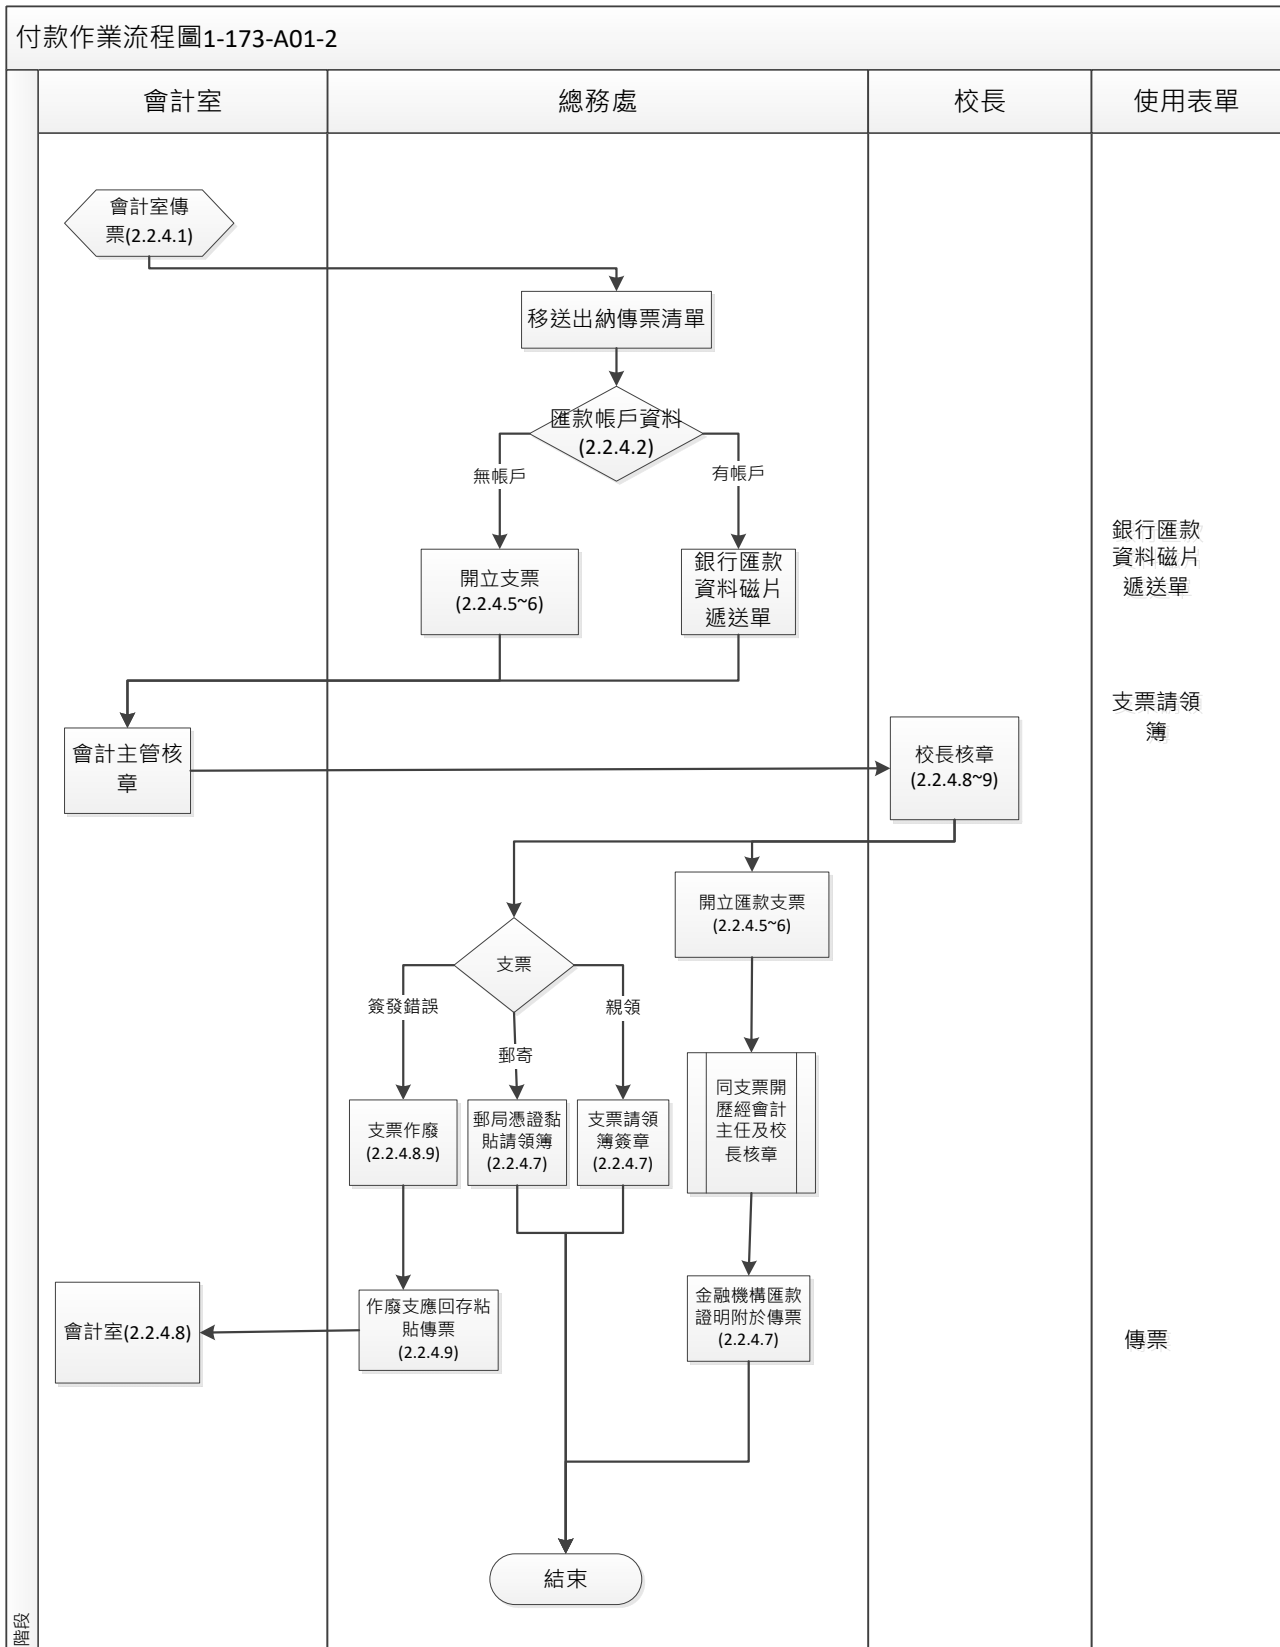 付款作業流程圖1-173-A01-2
會計室
總務處
校長
使用表單
會計室傳
票(2.2.4.1)
移送出納傳票清單
匯款帳戶資料
(2.2.4.2)
無帳戶
有帳戶
開立支票
(2.2.4.5~6)
銀行匯款
資料磁片
遞送單
銀行匯款
資料磁片
遞送單
支票請領
簿
會計主管核
章
校長核章
(2.2.4.8~9)
開立匯款支票
(2.2.4.5~6)
支票
簽發錯誤
郵寄
親領
同支票開
歷經會計
主任及校
長核章
支票作廢
(2.2.4.8.9)
郵局憑證黏
貼請領簿
(2.2.4.7)
支票請領
簿簽章
(2.2.4.7)
會計室(2.2.4.8)
作廢支應回存粘
貼傳票
(2.2.4.9)
金融機構匯款
證明附於傳票
(2.2.4.7)
傳票
結束
階段